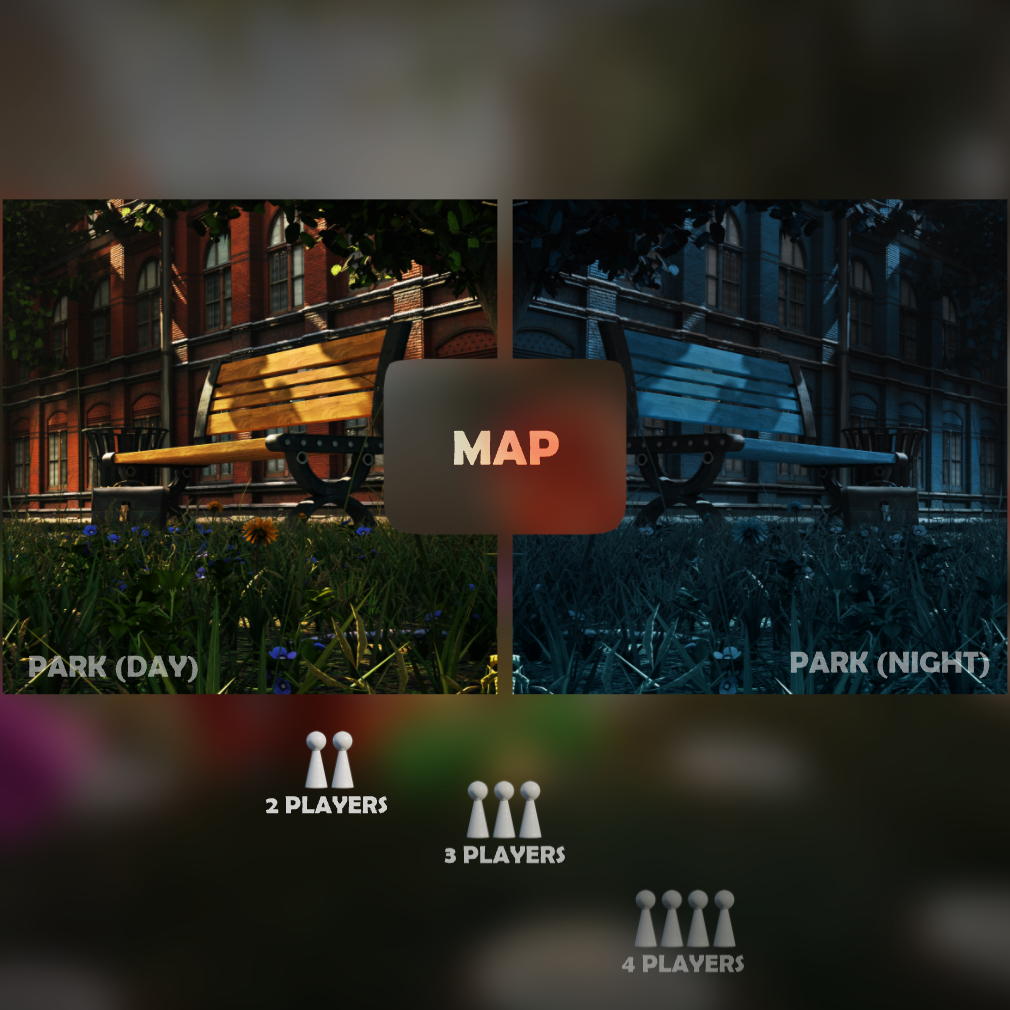 MAP
PARK (DAY)
PARK (NIGHT)
2 PLAYERS
3 PLAYERS
4 PLAYERS